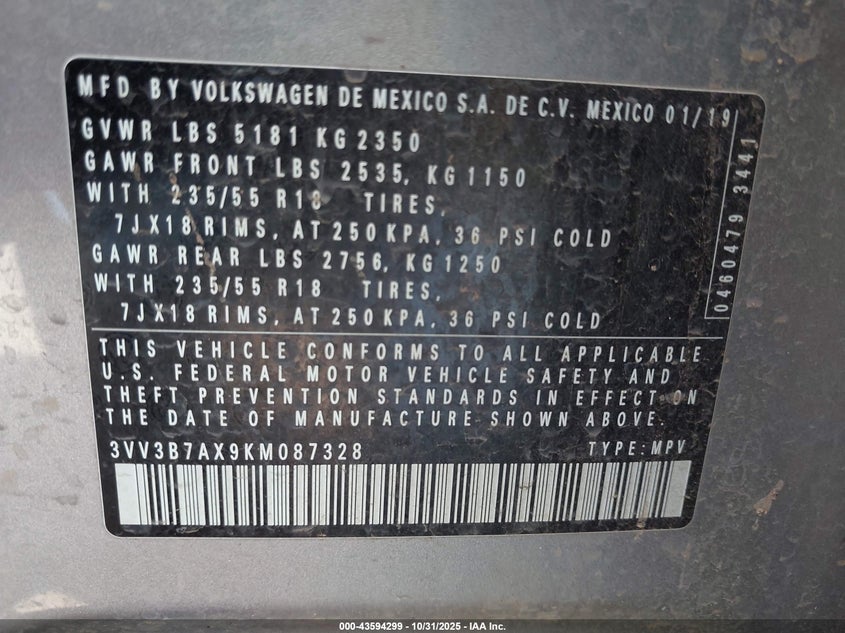 MFD BY VOLKSWAGEN DE MEXICO S.A. DE C.V. MEXICO 01/19
GVWR LBS 5181 KG 2350
GAWR FRONT LBS 2535, KG 1150
WITH 235/55 R18 TIRES,
7JX18 RIMS, AT 250 KPA, 36 PSI COLD
GAWR REAR LBS 2756, KG 1250
WITH 235/55 R18 TIRES,
7JX18 RIMS, AT 250 KPA, 36 PSI COLD
0460479 3441
THIS VEHICLE CONFORMS TO ALL APPLICABLE
U.S. FEDERAL MOTOR VEHICLE SAFETY AND
THEFT PREVENTION STANDARDS IN EFFECT ON
THE DATE OF MANUFACTURE SHOWN ABOVE.
3VV3B7AX9KM087328 TYPE: MPV
000-43594299 - 10/31/2025 - IAA Inc.